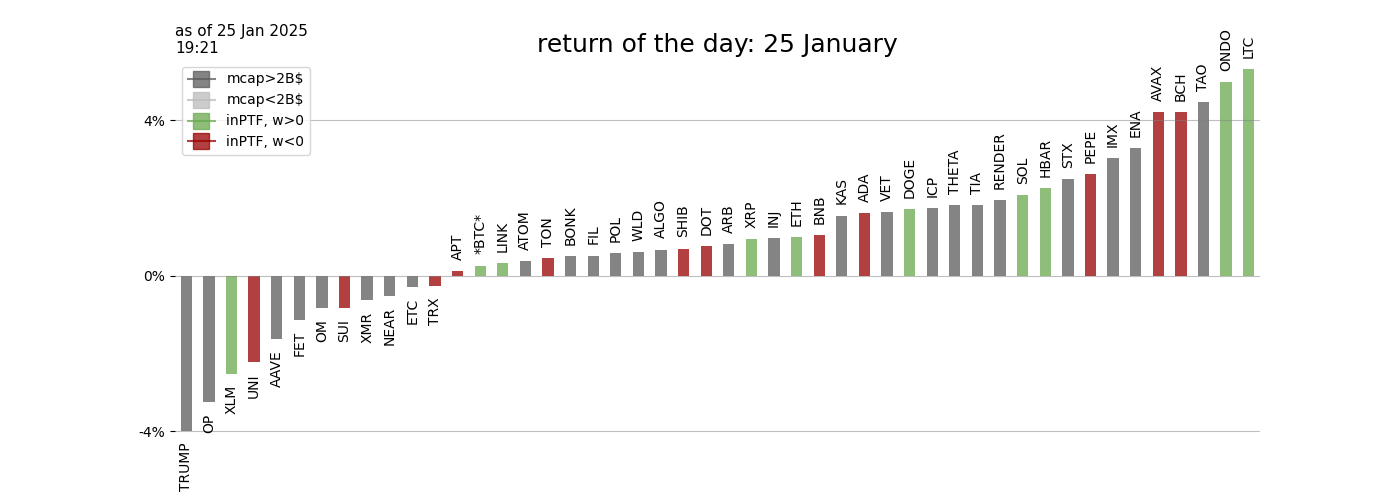 as of 25 Jan 2025
19:21
return of the day: 25 January
mcap>2B$
mcap<2B$
inPTF, w>0
inPTF, w<0
4%
0%
-4%
TRUMP
OP
XLM
UNI
AAVE
FET
OM
SUI
XMR
NEAR
ETC
TRX
APT
*BTC*
LINK
ATOM
TON
BONK
FIL
POL
WLD
ALGO
SHIB
DOT
ARB
XRP
INJ
ETH
BNB
KAS
ADA
VET
DOGE
ICP
THETA
TIA
RENDER
SOL
HBAR
STX
PEPE
IMX
ENA
AVAX
BCH
TAO
ONDO
LTC